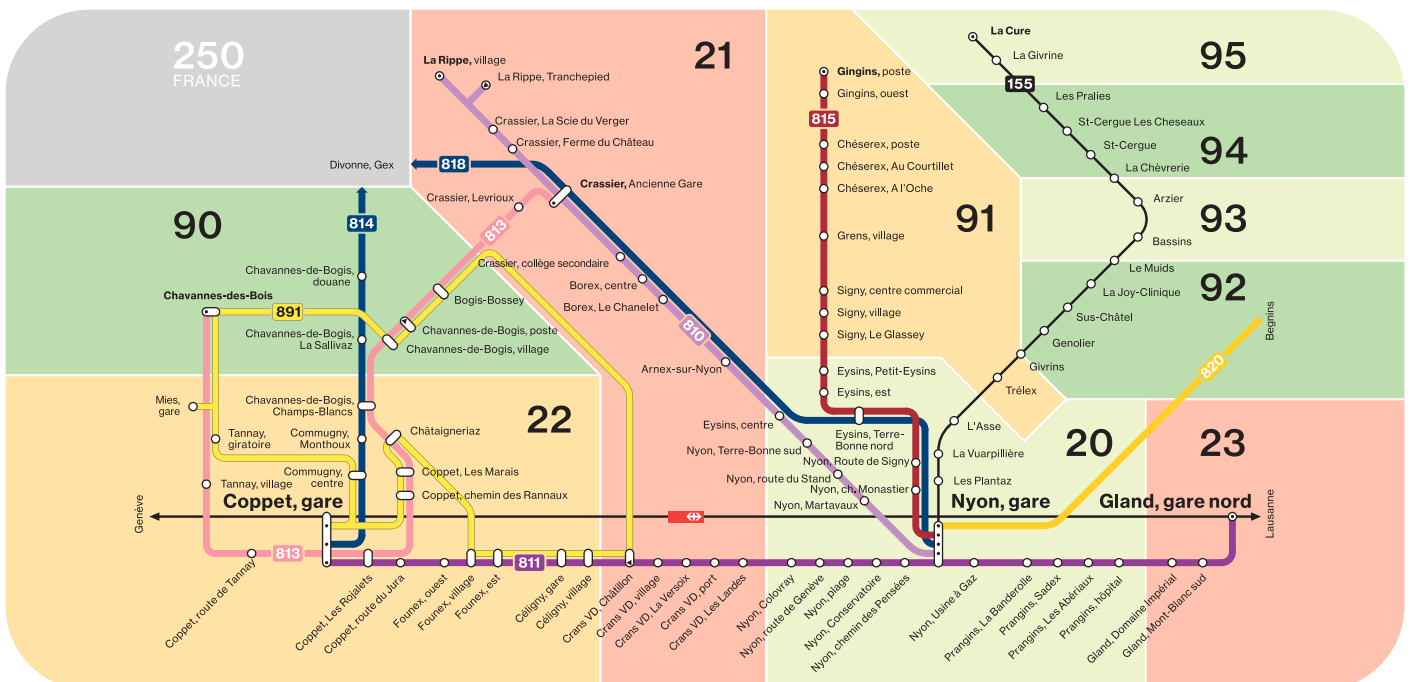 250
FRANCE
21
95
94
93
92
91
90
22
20
23
La Rippe, village
La Rippe, Tranchepied
Crassier, La Scie du Verger
Crassier, Ferme du Château
Divonne, Gex
818
Crassier, Ancienne Gare
Crassier, Levrioux
813
814
Crassier, collège secondaire
Borex, centre
Borex, Le Chanelet
810
Arnex-sur-Nyon
Eysins, centre
Nyon, Terre-Bonne sud
Nyon, route du Stand
Nyon, Martavaux
Gingins, poste
Gingins, ouest
815
Chéserex, poste
Chéserex, Au Courtillet
Chéserex, A l'Oche
Grens, village
Signy, centre commercial
Signy, village
Signy, Le Glassey
Eysins, Petit-Eysins
Eysins, est
Eysins, Terre-
Bonne nord
Nyon, Route de Signy
Nyon, ch. Monastier
La Cure
La Givrine
155
Les Pralies
St-Cergue Les Cheseaux
St-Cergue
La Chèvrerie
Arzier
Bassins
Le Muids
La Joy-Clinique
Sus-Châtel
Genolier
Givrins
Trélex
L'Asse
La Vuarpillière
Les Plantaz
Begnins
820
Chavannes-de-Bogis,
douane
Chavannes-des-Bois
891
Chavannes-de-Bogis,
La Sallivaz
Bogis-Bossey
Chavannes-de-Bogis, poste
Chavannes-de-Bogis, village
Mies,
gare
Chavannes-de-Bogis,
Champs-Blancs
Tannay,
giratoire
Commugny,
Monthoux
Châtaigneriaz
Commugny,
centre
Coppet, Les Marais
Tannay, village
Coppet, chemin des Rannaux
Coppet, gare
Nyon, gare
Gland, gare nord
Genève
Lausanne
813
811
Coppet, route de Tannay
Coppet, Les Rojalets
Coppet, route du Jura
Founex, ouest
Founex, village
Founex, est
Céligny, gare
Céligny, village
Crans VD, Châtillon
Crans VD, village
Crans VD, La Versoix
Crans VD, port
Crans VD, Les Landes
Nyon, Colovray
Nyon, route de Genève
Nyon, plage
Nyon, Conservatoire
Nyon, chemin des Pensées
Nyon, Usine à Gaz
Prangins, La Banderolle
Prangins, Sadex
Prangins, Les Abériaux
Prangins, hôpital
Gland, Domaine Impérial
Gland, Mont-Blanc sud